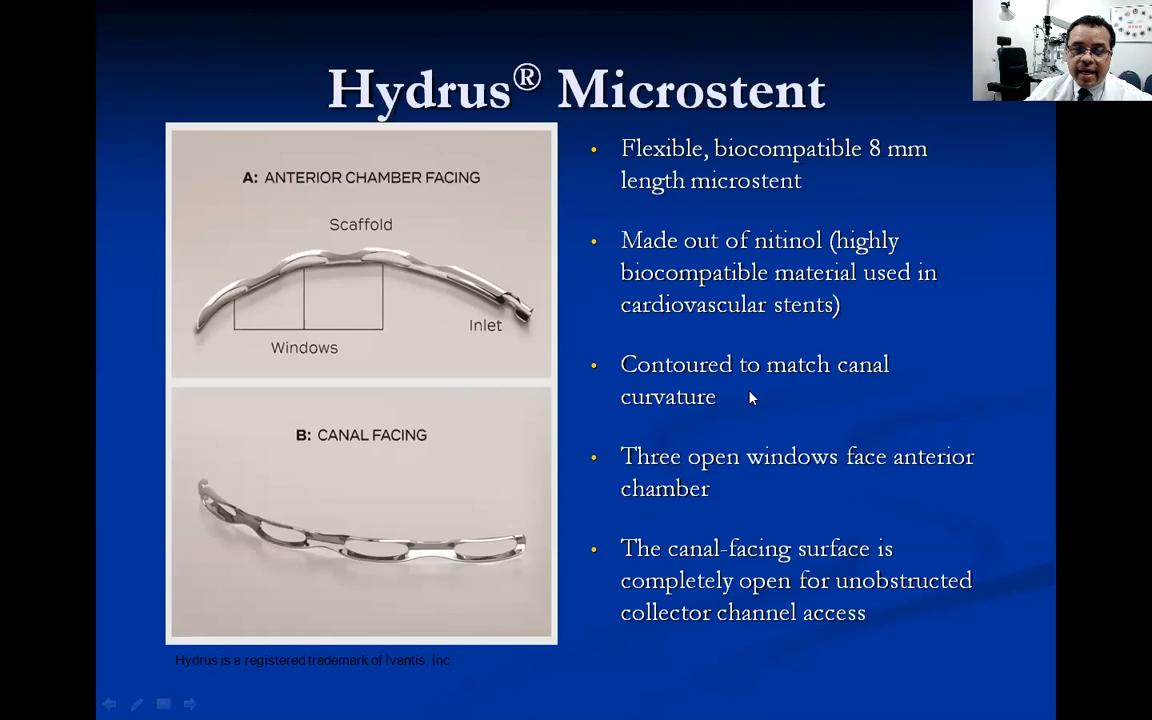 Hydrus® Microstent
A: ANTERIOR CHAMBER FACING
Scaffold
Inlet
Windows
B: CANAL FACING
Hydrus is a registered trademark of Ivantis, Inc
• Flexible, biocompatible 8 mm
length microstent
• Made out of nitinol (highly
biocompatible material used in
cardiovascular stents)
• Contoured to match canal
curvature
• Three open windows face anterior
chamber
• The canal-facing surface is
completely open for unobstructed
collector channel access